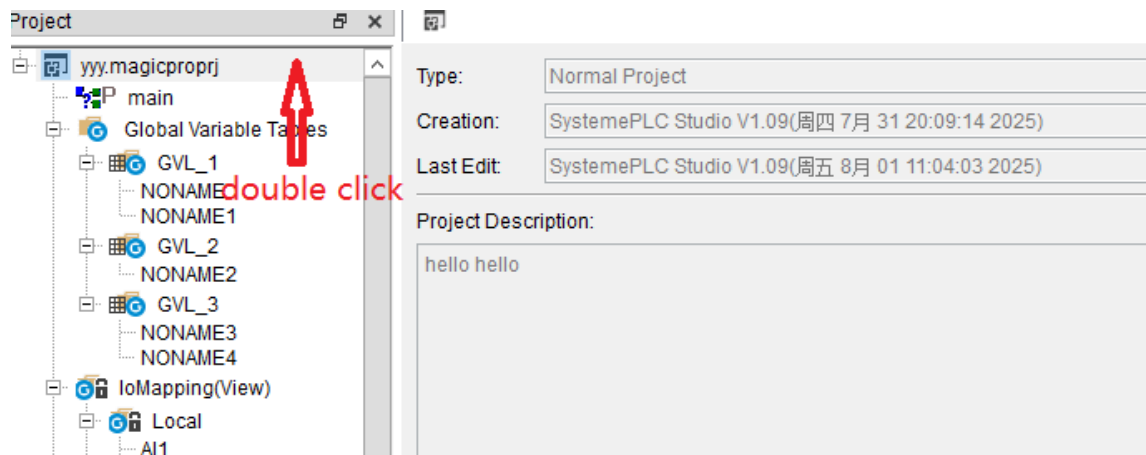 Project
yyy.magicproprj
main
Global Variable Tables
GVL_1
NONAME
NONAME1
GVL_2
NONAME2
GVL_3
NONAME3
NONAME4
IoMapping(View)
Local
AI1
double click
Type:
Normal Project
Creation:
SystemePLC Studio V1.09(周四 7月 31 20:09:14 2025)
Last Edit:
SystemePLC Studio V1.09(周五 8月 01 11:04:03 2025)
Project Description:
hello hello